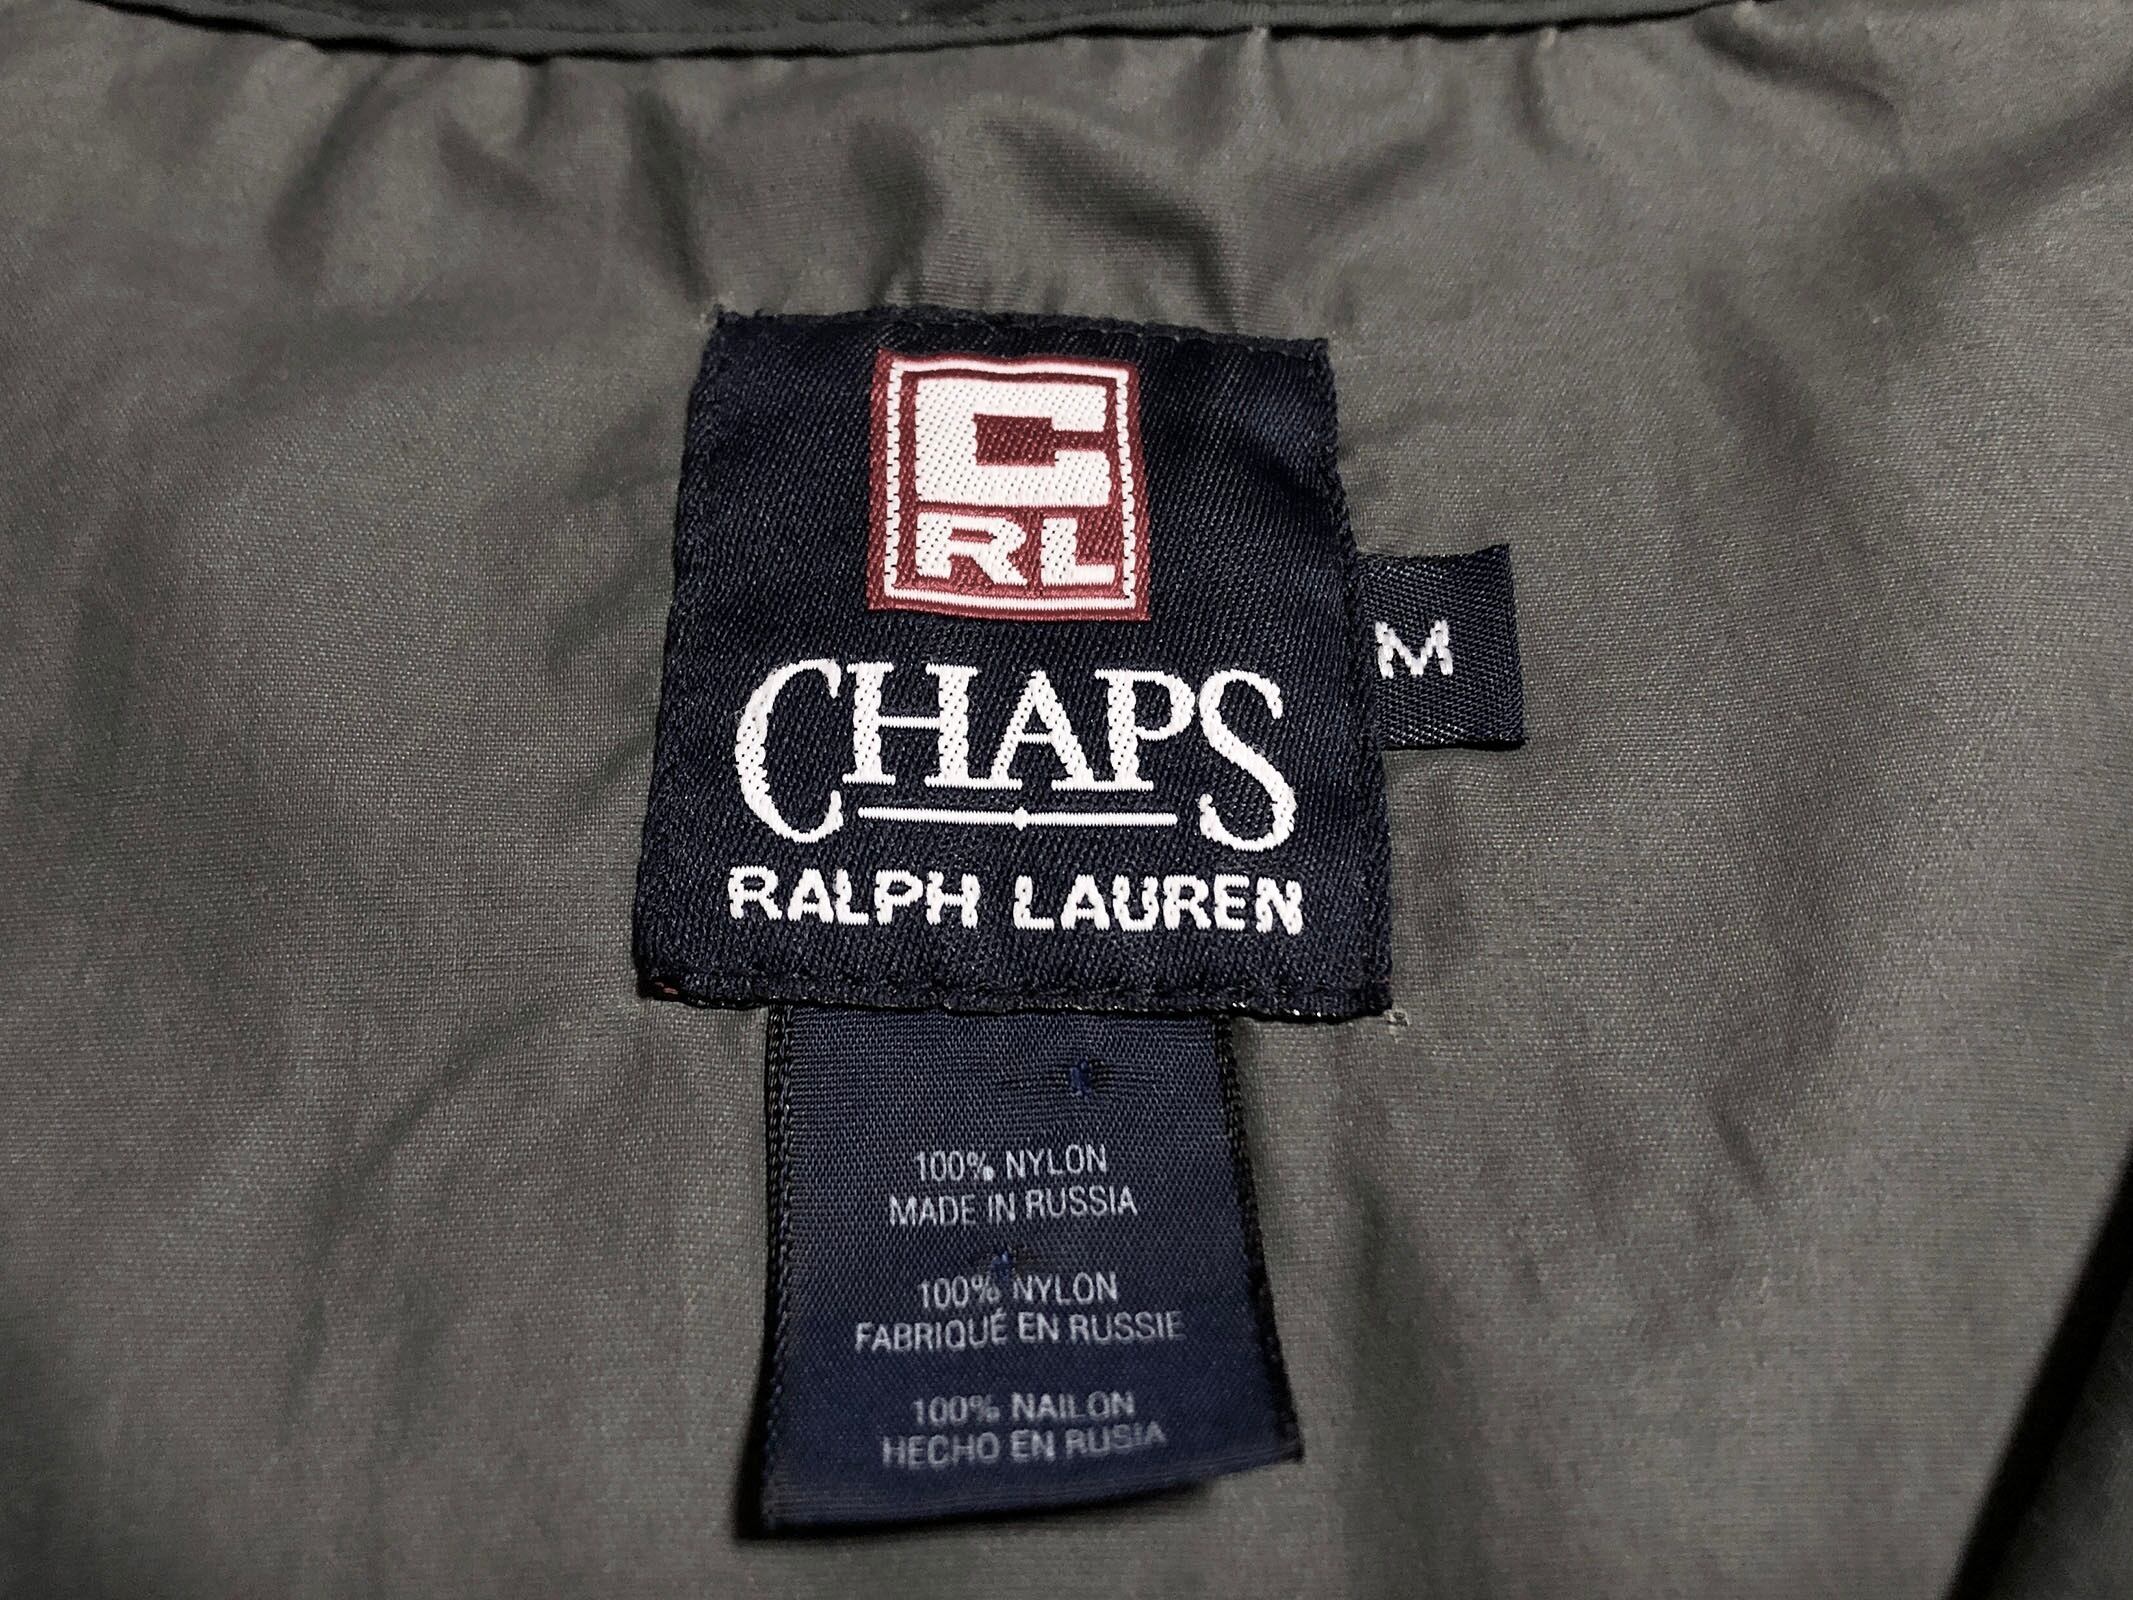 C
RL
CHAPS
RALPH LAUREN
M
100% NYLON
MADE IN RUSSIA
100% NYLON
FABRIQUÉ EN RUSSIE
100% NAILON
HECHO EN RUSIA